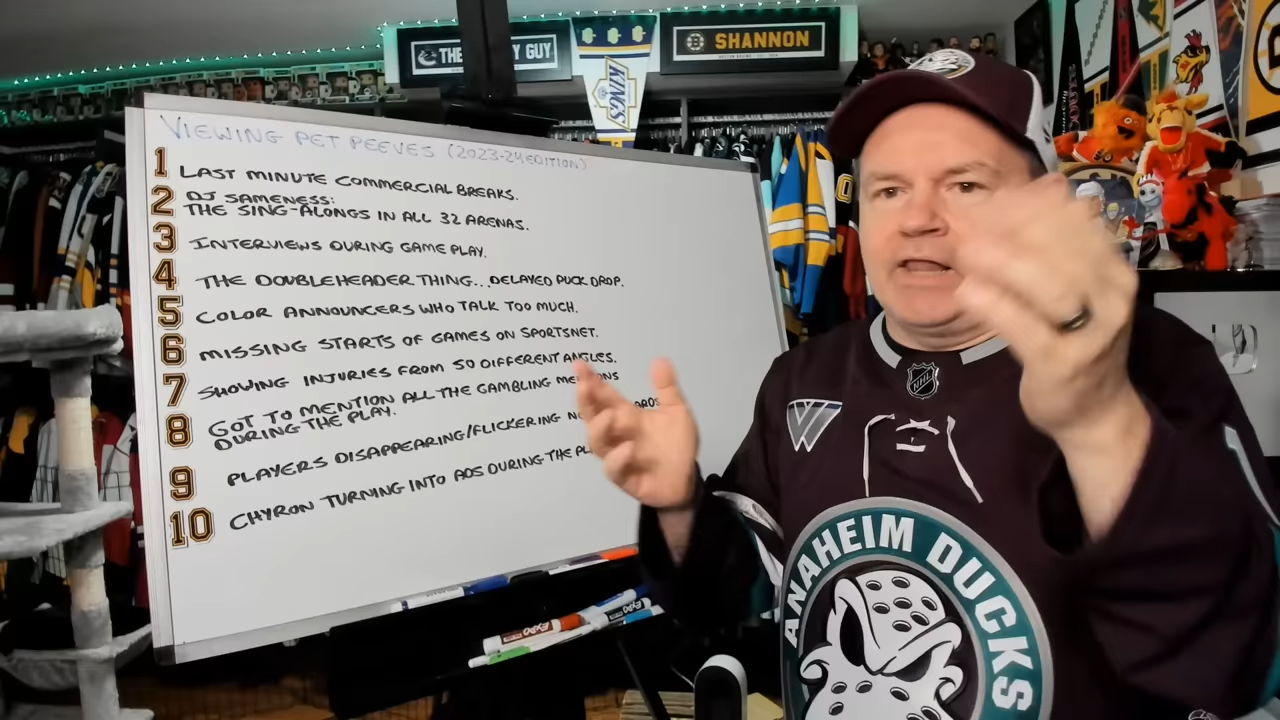 THE
GUY
SHANNON
KINGS
VIEWING PET PEEVES (2023-24 EDITION)
1 LAST MINUTE COMMERCIAL BREAKS.
2 DJ SAMENESS:
THE SING-ALONGS IN ALL 32 ARENAS.
3 INTERVIEWS DURING GAME PLAY.
4 THE DOUBLEHEADER THING... DELAYED PUCK DROP.
5 COLOR ANNOUNCERS WHO TALK TOO MUCH.
6 MISSING STARTS OF GAMES ON SPORTSNET.
7 SHOWING INJURIES FROM 50 DIFFERENT ANGLES.
8 GOT TO MENTION ALL THE GAMBLING
DURING THE PLAY.
9 PLAYERS DISAPPEARING/FLICKERING
10 CHYRON TURNING INTO ADS DURING THE
NHL
ANAHEIM DUCKS
EXPO